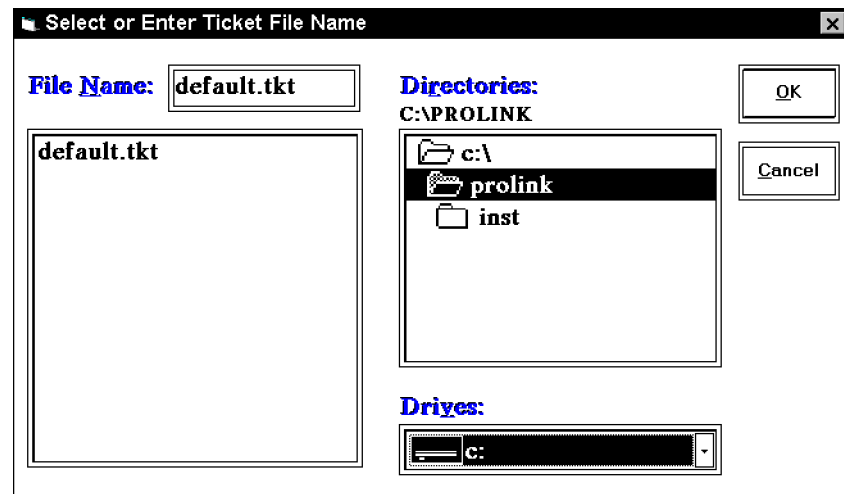 Select or Enter Ticket File Name
File Name: default.tkt
default.tkt
Directories:
C:\PROLINK
c:\
prolink
inst
Drives:
c:
OK
Cancel